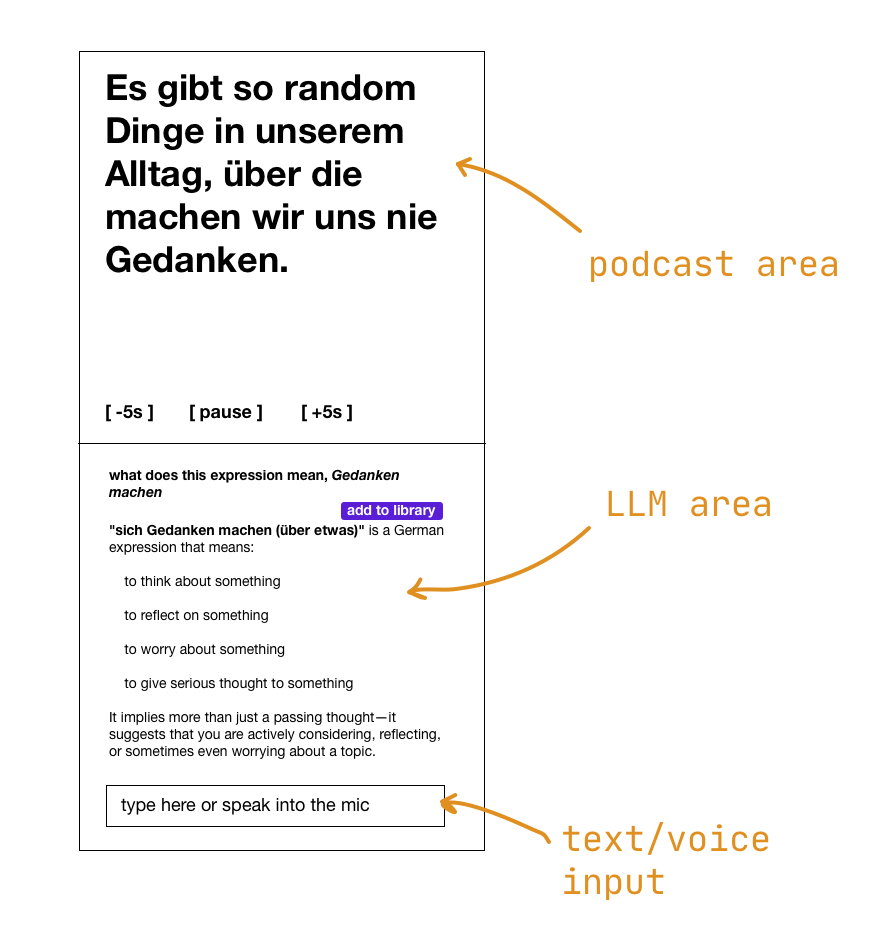 Es gibt so random
Dinge in unserem
Alltag, über die
machen wir uns nie
Gedanken.
podcast area
[ -5s ] [ pause ] [ +5s ]
what does this expression mean, Gedanken
machen
add to library
"sich Gedanken machen (über etwas)" is a German
expression that means:
to think about something
to reflect on something
to worry about something
to give serious thought to something
It implies more than just a passing thought—it
suggests that you are actively considering, reflecting,
or sometimes even worrying about a topic.
LLM area
type here or speak into the mic
text/voice
input